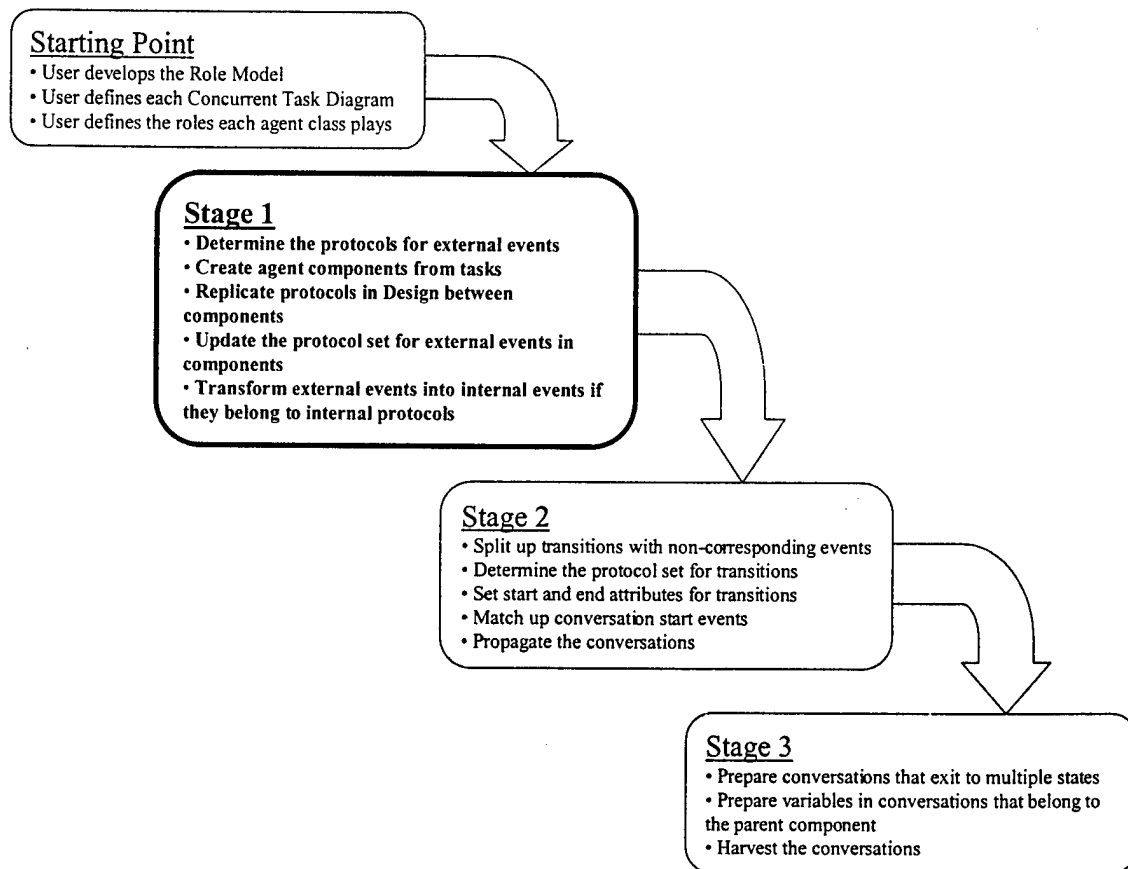 Starting Point
• User develops the Role Model
• User defines each Concurrent Task Diagram
• User defines the roles each agent class plays
Stage 1
• Determine the protocols for external events
• Create agent components from tasks
• Replicate protocols in Design between
components
• Update the protocol set for external events in
components
• Transform external events into internal events if
they belong to internal protocols
Stage 2
• Split up transitions with non-corresponding events
• Determine the protocol set for transitions
• Set start and end attributes for transitions
• Match up conversation start events
• Propagate the conversations
Stage 3
• Prepare conversations that exit to multiple states
• Prepare variables in conversations that belong to
the parent component
• Harvest the conversations